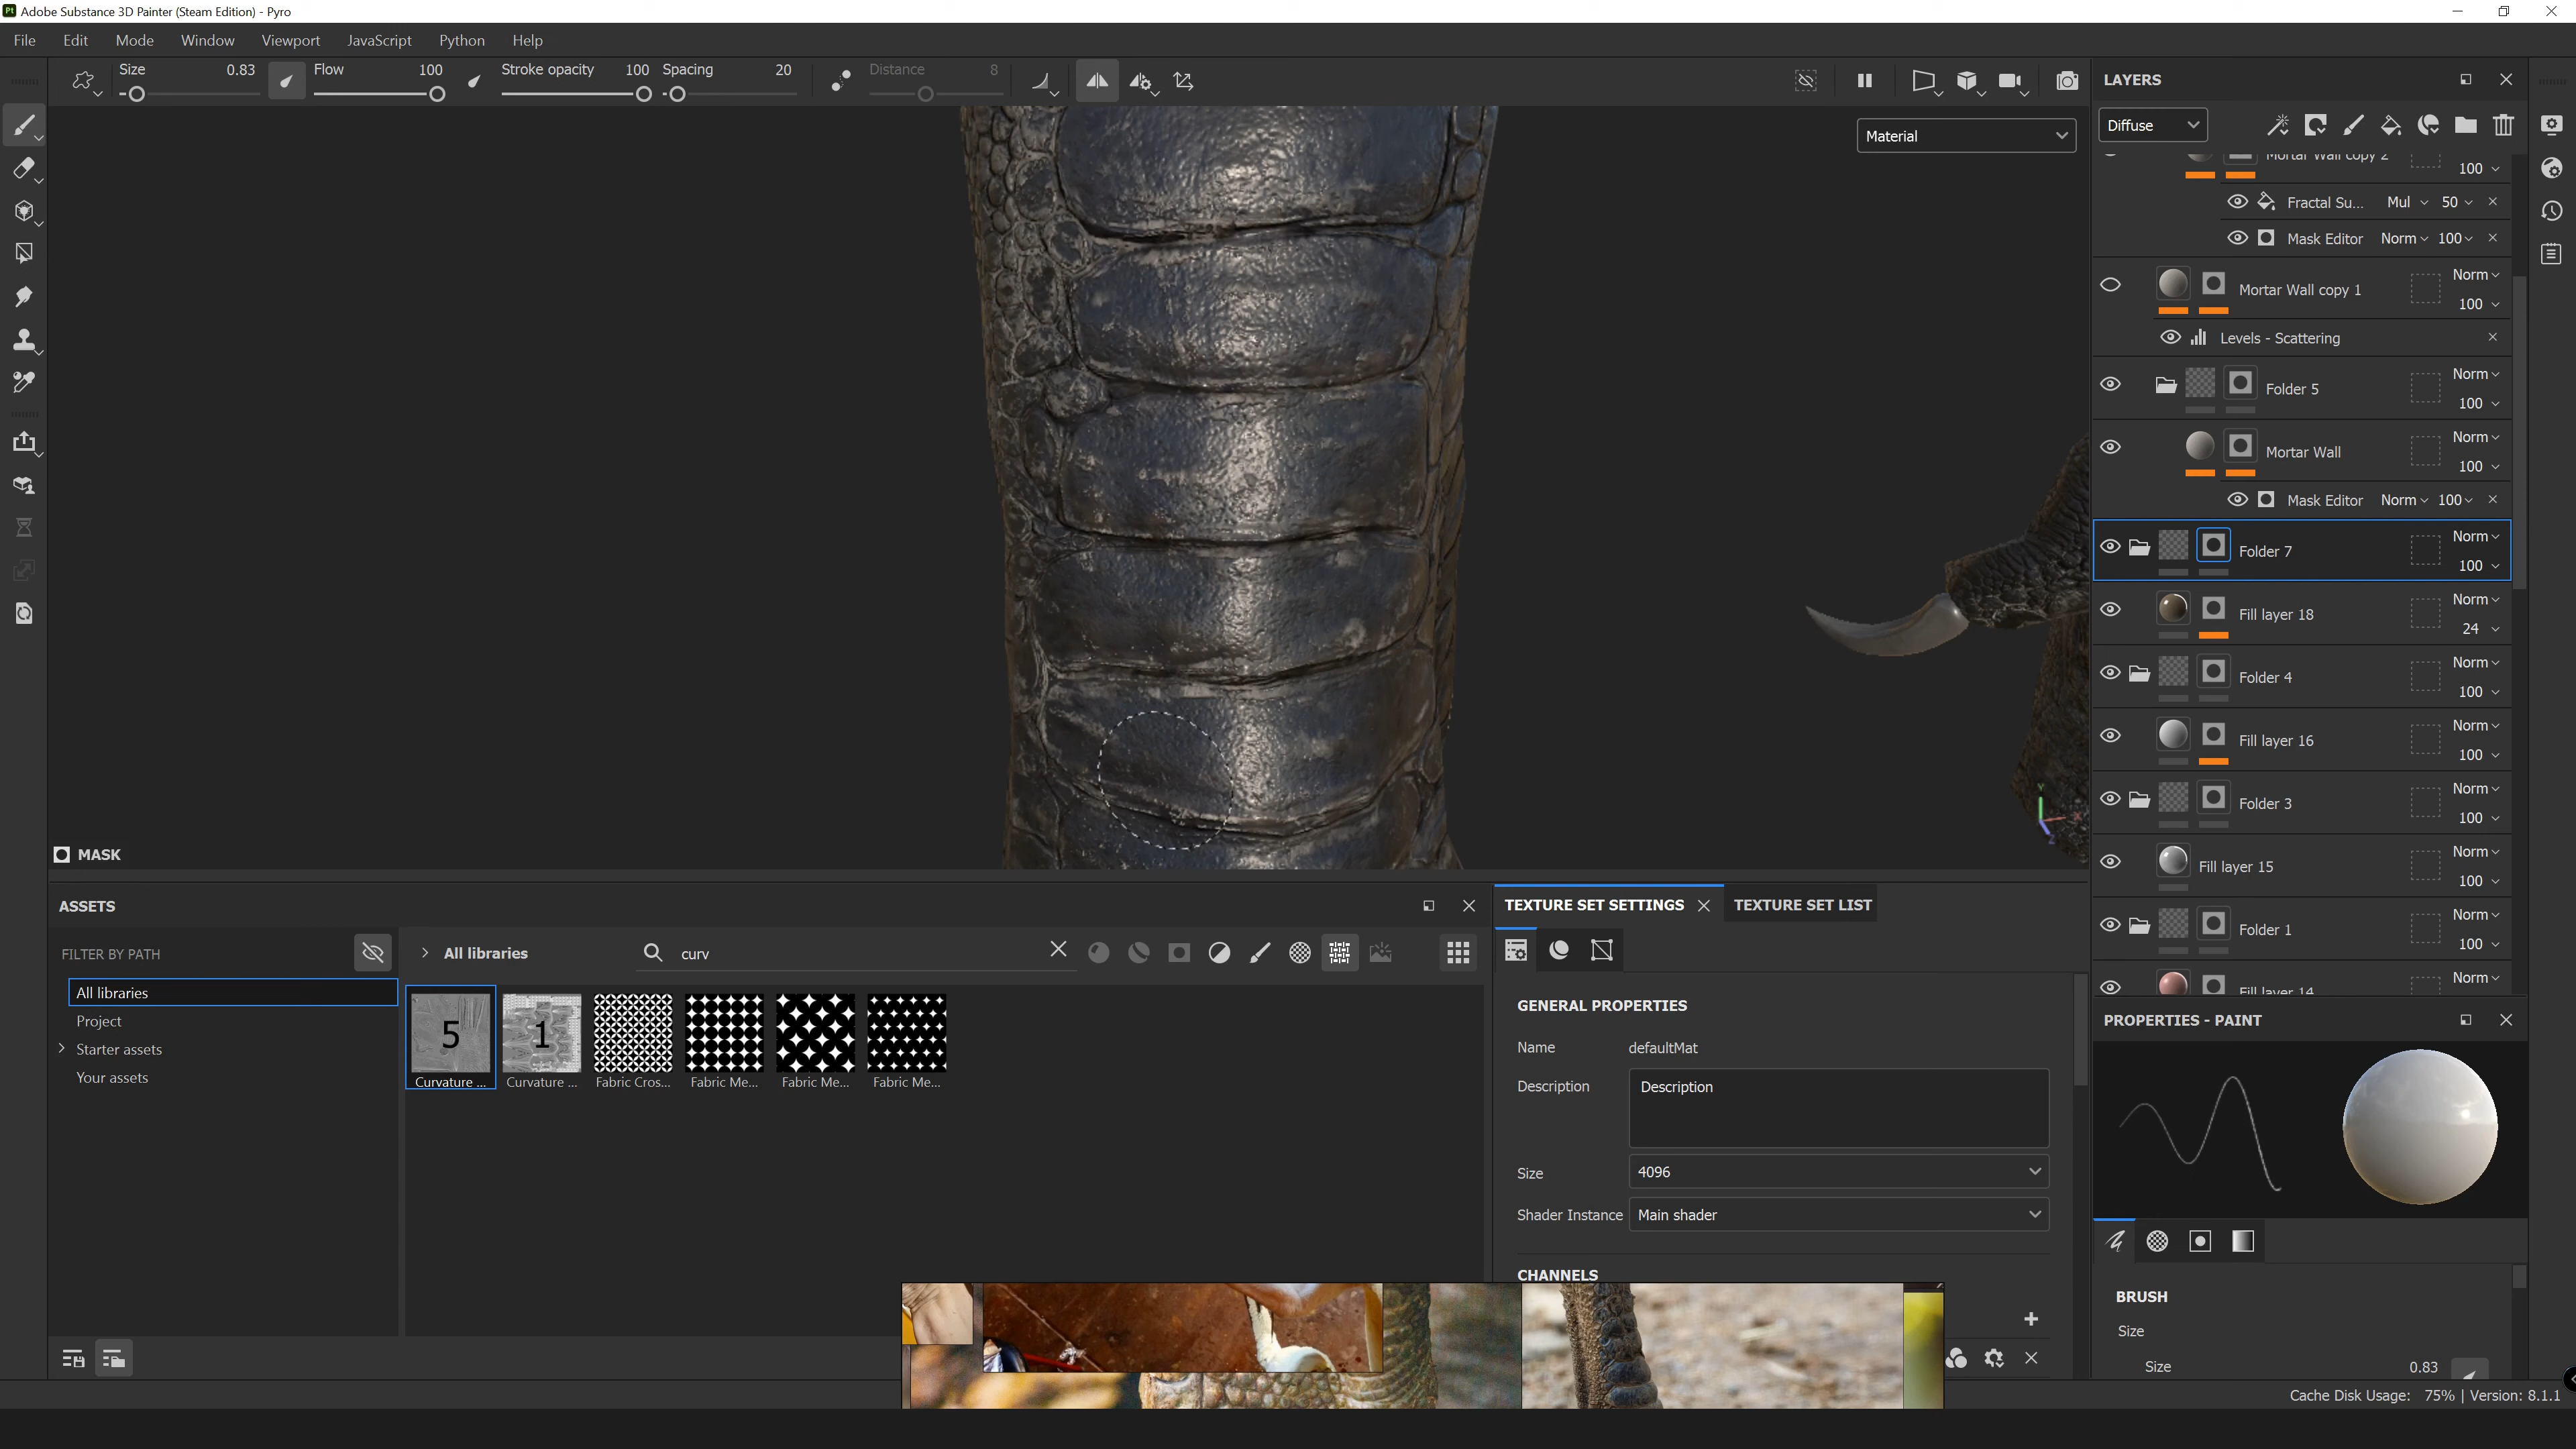 Pt Adobe Substance 3D Painter (Steam Edition) - Pyro
File Edit Mode Window Viewport JavaScript Python Help
Size 0.83 Flow 100 Stroke opacity 100 Spacing 20 Distance 8
Material
MASK
LAYERS
Diffuse
Mortar Wall copy 2
100
Fractal Su... Mul 50
Mask Editor Norm 100
Mortar Wall copy 1 Norm
100
Levels - Scattering
Folder 5 Norm
100
Mortar Wall Norm
100
Mask Editor Norm 100
Folder 7 Norm
100
Fill layer 18 Norm
24
Folder 4 Norm
100
Fill layer 16 Norm
100
Folder 3 Norm
100
Fill layer 15 Norm
100
Folder 1 Norm
100
Fill layer 14 Norm
ASSETS
FILTER BY PATH
All libraries
Project
Starter assets
Your assets
All libraries
curv
5
1
Curvature ...
Curvature ...
Fabric Cros...
Fabric Me...
Fabric Me...
Fabric Me...
TEXTURE SET SETTINGS
TEXTURE SET LIST
GENERAL PROPERTIES
Name defaultMat
Description Description
Size 4096
Shader Instance Main shader
CHANNELS
PROPERTIES - PAINT
BRUSH
Size
Size 0.83
Cache Disk Usage: 75% | Version: 8.1.1